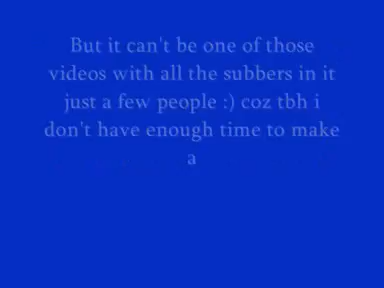 But it can't be one of those
videos with all the subbers in it
just a few people :) coz tbh i
don't have enough time to make
a